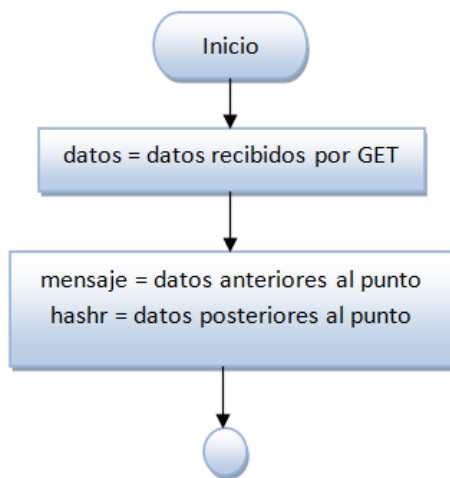 Inicio
datos = datos recibidos por GET
mensaje = datos anteriores al punto
hashr = datos posteriores al punto